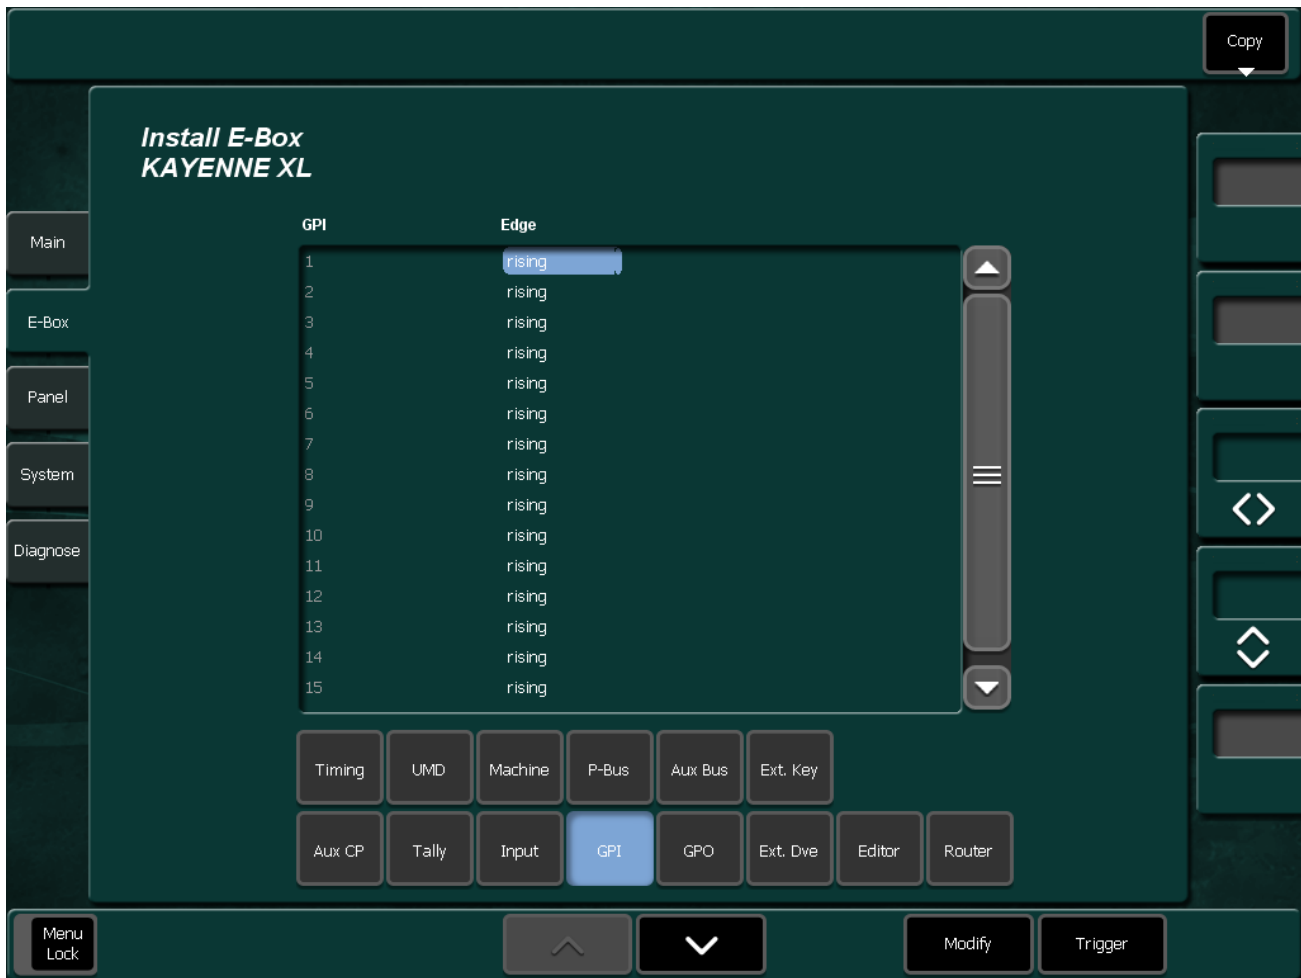 Copy
Install E-Box
KAYENNE XL
Main
E-Box
Panel
System
Diagnose
GPI Edge
1 rising
2 rising
3 rising
4 rising
5 rising
6 rising
7 rising
8 rising
9 rising
10 rising
11 rising
12 rising
13 rising
14 rising
15 rising
Timing UMD Machine P-Bus Aux Bus Ext. Key
Aux CP Tally Input GPI GPO Ext. Dve Editor Router
Menu
Lock
Modify Trigger